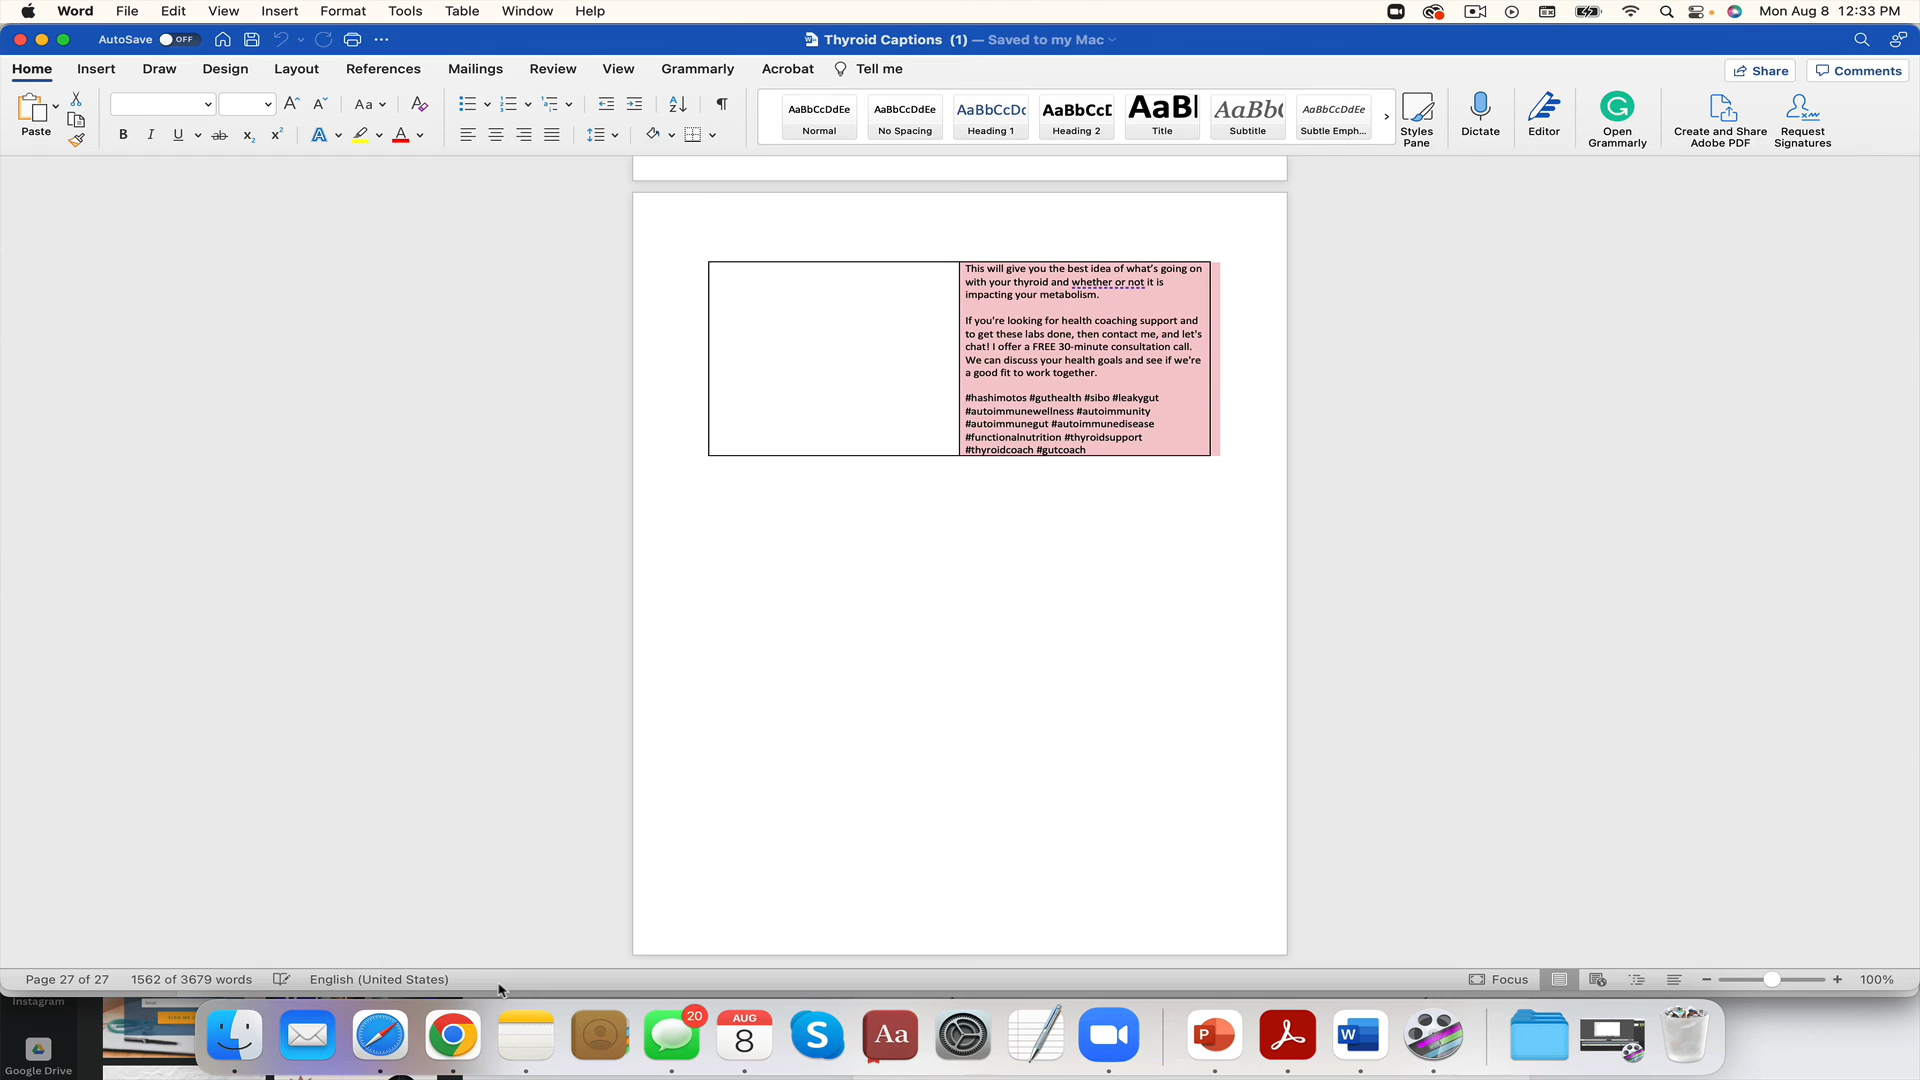 Word File Edit View Insert Format Tools Table Window Help
Mon Aug 8 12:33 PM
AutoSave OFF
Thyroid Captions (1) — Saved to my Mac
Home Insert Draw Design Layout References Mailings Review View Grammarly Acrobat Tell me
Share Comments
Paste
Aa
B I U ab x₂ x²
A A
AaBbCcDdEe AaBbCcDdEe AaBbCcDc AaBbCcD AaBl AaBb( AaBbCcDdEe
Normal No Spacing Heading 1 Heading 2 Title Subtitle Subtle Emph...
Styles Pane
Dictate
Editor
Open Grammarly
Create and Share Adobe PDF
Request Signatures
This will give you the best idea of what's going on
with your thyroid and whether or not it is
impacting your metabolism.
If you're looking for health coaching support and
to get these labs done, then contact me, and let's
chat! I offer a FREE 30-minute consultation call.
We can discuss your health goals and see if we're
a good fit to work together.
#hashimotos #guthealth #sibo #leakygut
#autoimmunewellness #autoimmunity
#autoimmunegut #autoimmunedisease
#functionalnutrition #thyroidsupport
#thyroidcoach #gutcoach
Page 27 of 27 1562 of 3679 words English (United States)
Focus 100%
Instagram
20
AUG
8
S
Aa
P
W
Google Drive